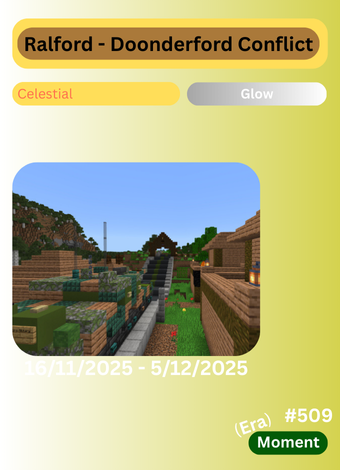 Ralford - Doonderford Conflict
Celestial
Glow
16/11/2025 - 5/12/2025
(Era)
#509
Moment